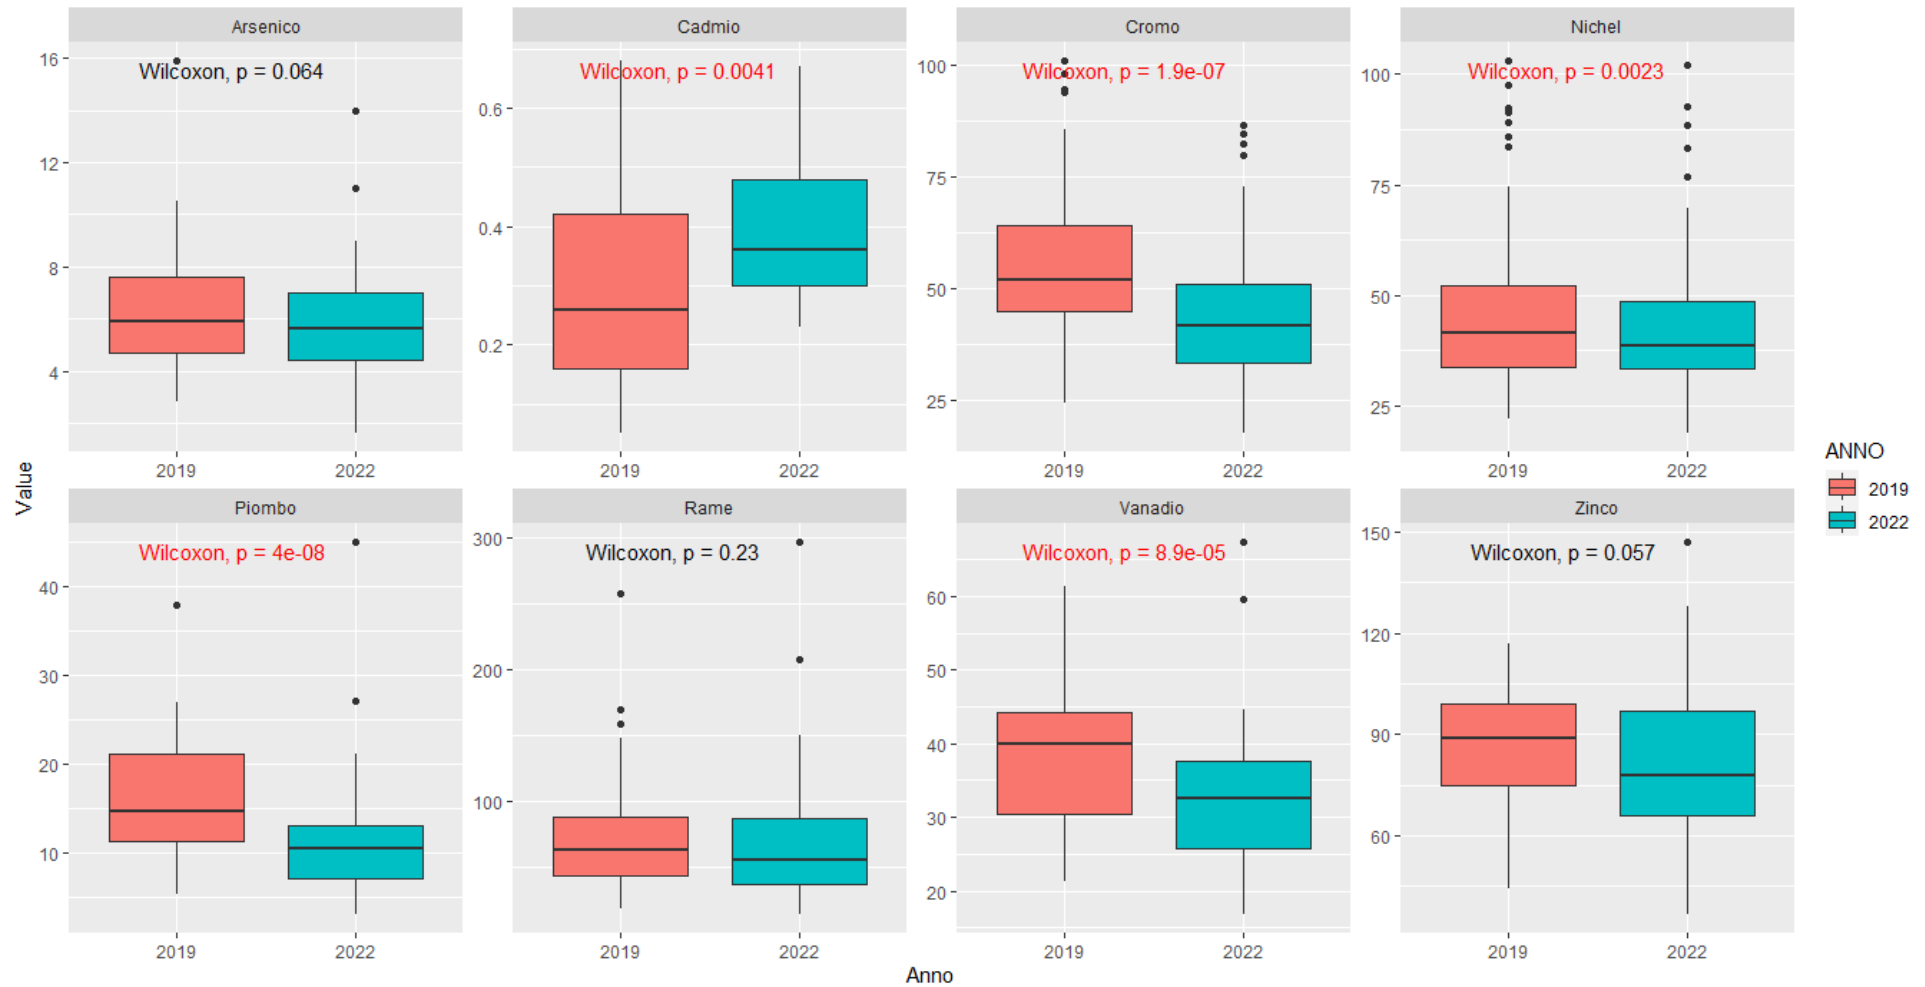 Arsenico
Cadmio
Cromo
Nichel
Wilcoxon, p = 0.064
Wilcoxon, p = 0.0041
Wilcoxon, p = 1.9e-07
Wilcoxon, p = 0.0023
16
12
8
4
0.6
0.4
0.2
100
75
50
25
100
75
50
25
2019 2022
2019 2022
2019 2022
2019 2022
Piombo
Rame
Vanadio
Zinco
Wilcoxon, p = 4e-08
Wilcoxon, p = 0.23
Wilcoxon, p = 8.9e-05
Wilcoxon, p = 0.057
40
30
20
10
300
200
100
60
50
40
30
20
150
120
90
60
2019 2022
2019 2022
2019 2022
2019 2022
Value
Anno
ANNO
2019
2022